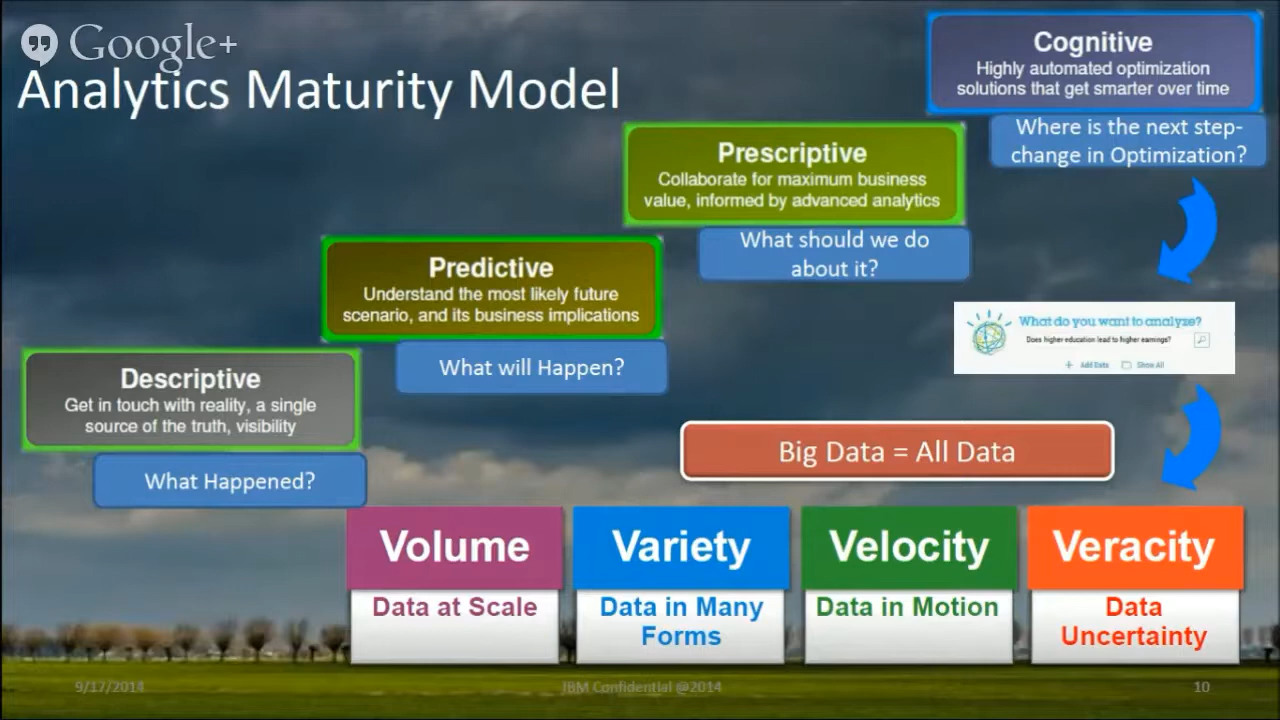 Google+
Analytics Maturity Model
Cognitive
Highly automated optimization
solutions that get smarter over time
Where is the next step-
change in Optimization?
Prescriptive
Collaborate for maximum business
value, informed by advanced analytics
What should we do
about it?
Predictive
Understand the most likely future
scenario, and its business implications
What will Happen?
What do you want to analyze?
Does higher education lead to higher earnings?
+ Add Data
Show All
Descriptive
Get in touch with reality, a single
source of the truth, visibility
What Happened?
Big Data = All Data
Volume
Data at Scale
Variety
Data in Many
Forms
Velocity
Data in Motion
Veracity
Data
Uncertainty
9/17/2014
IBM Confidential @2014
10